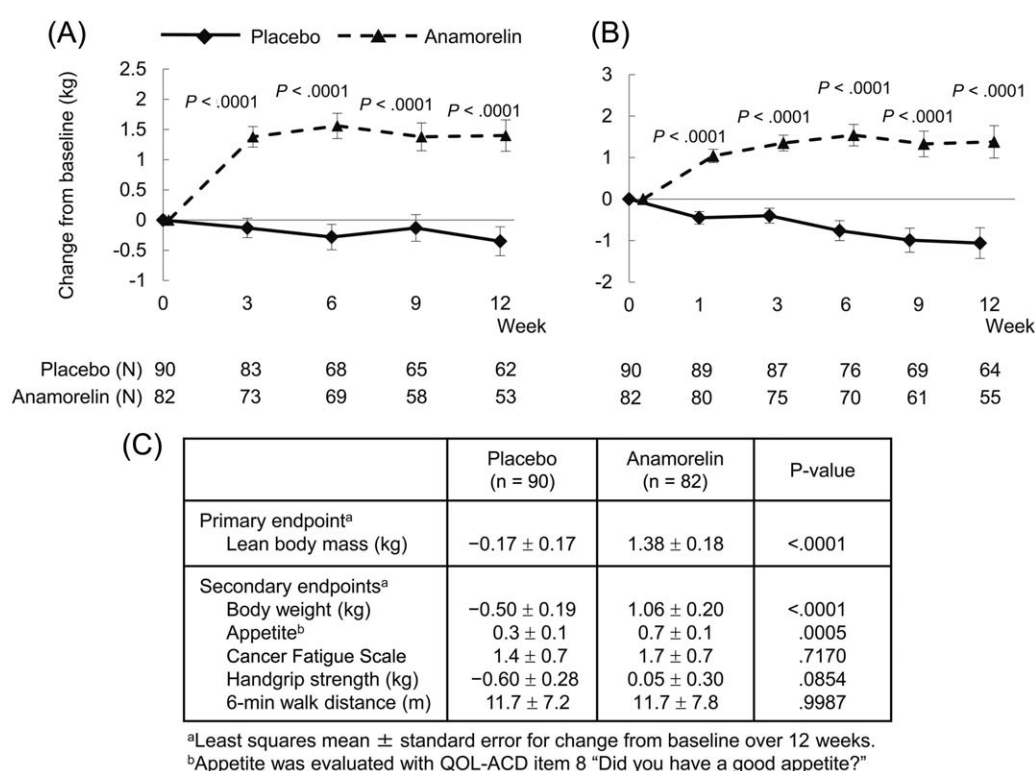 (A) Placebo Anamorelin (B)
Change from baseline (kg)
2.5
2
1.5
1
0.5
0
-0.5
-1
P < .0001 P < .0001 P < .0001 P < .0001
0 3 6 9 12
Week
3
2
1
0
-1
-2
P < .0001 P < .0001 P < .0001 P < .0001 P < .0001
0 1 3 6 9 12
Week
Placebo (N) 90 83 68 65 62 90 89 87 76 69 64
Anamorelin (N) 82 73 69 58 53 82 80 75 70 61 55
(C)
Placebo (n = 90) Anamorelin (n = 82) P-value
Primary endpointᵃ
Lean body mass (kg) −0.17 ± 0.17 1.38 ± 0.18 <.0001
Secondary endpointsᵃ
Body weight (kg) −0.50 ± 0.19 1.06 ± 0.20 <.0001
Appetiteᵇ 0.3 ± 0.1 0.7 ± 0.1 .0005
Cancer Fatigue Scale 1.4 ± 0.7 1.7 ± 0.7 .7170
Handgrip strength (kg) −0.60 ± 0.28 0.05 ± 0.30 .0854
6-min walk distance (m) 11.7 ± 7.2 11.7 ± 7.8 .9987
ᵃLeast squares mean ± standard error for change from baseline over 12 weeks.
ᵇAppetite was evaluated with QOL-ACD item 8 “Did you have a good appetite?”